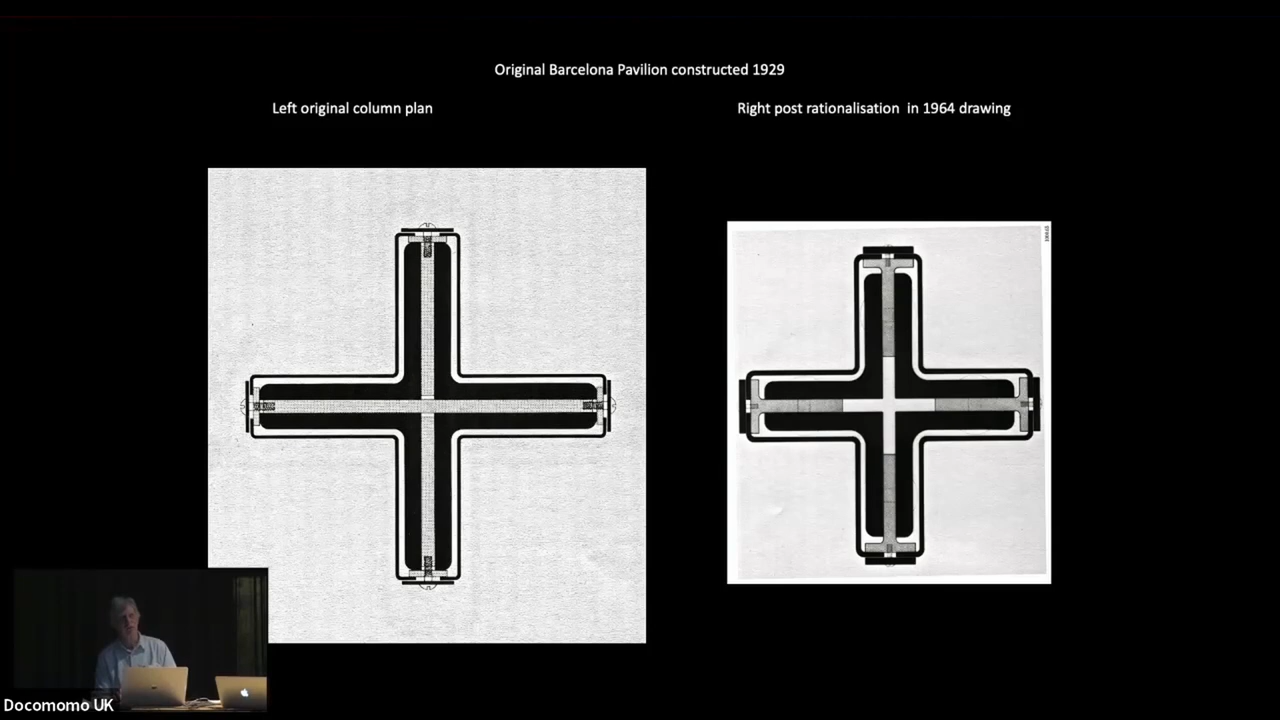 Original Barcelona Pavilion constructed 1929
Left original column plan
Right post rationalisation in 1964 drawing
Docomomo UK